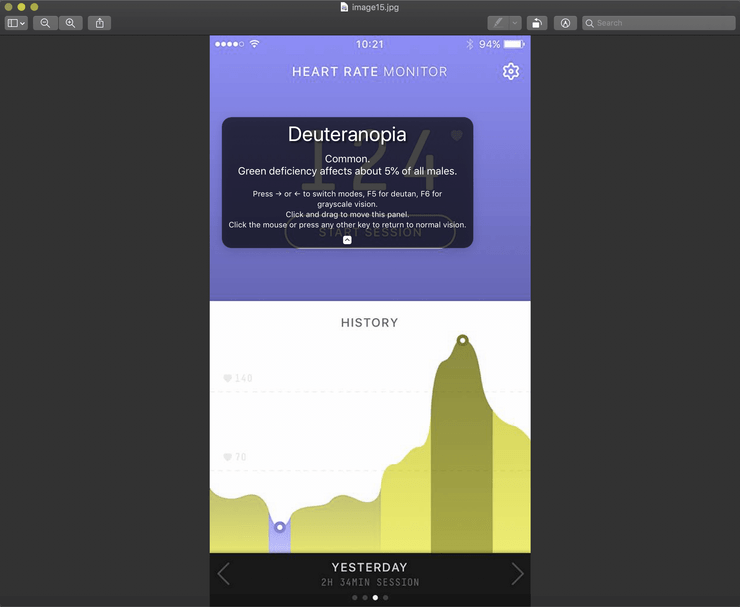 image15.jpg
Search
10:21
94%
HEART RATE MONITOR
124
Deuteranopia
Common.
Green deficiency affects about 5% of all males.
Press → or ← to switch modes, F5 for deutan, F6 for
grayscale vision.
Click and drag to move this panel.
Click the mouse or press any other key to return to normal vision.
START SESSION
HISTORY
140
70
YESTERDAY
2H 34MIN SESSION